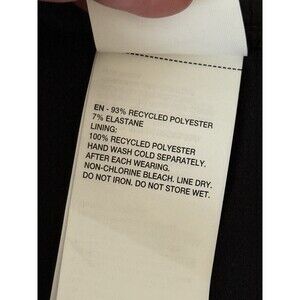 EN - 93% RECYCLED POLYESTER
7% ELASTANE
LINING:
100% RECYCLED POLYESTER
HAND WASH COLD SEPARATELY.
AFTER EACH WEARING.
NON-CHLORINE BLEACH. LINE DRY.
DO NOT IRON. DO NOT STORE WET.